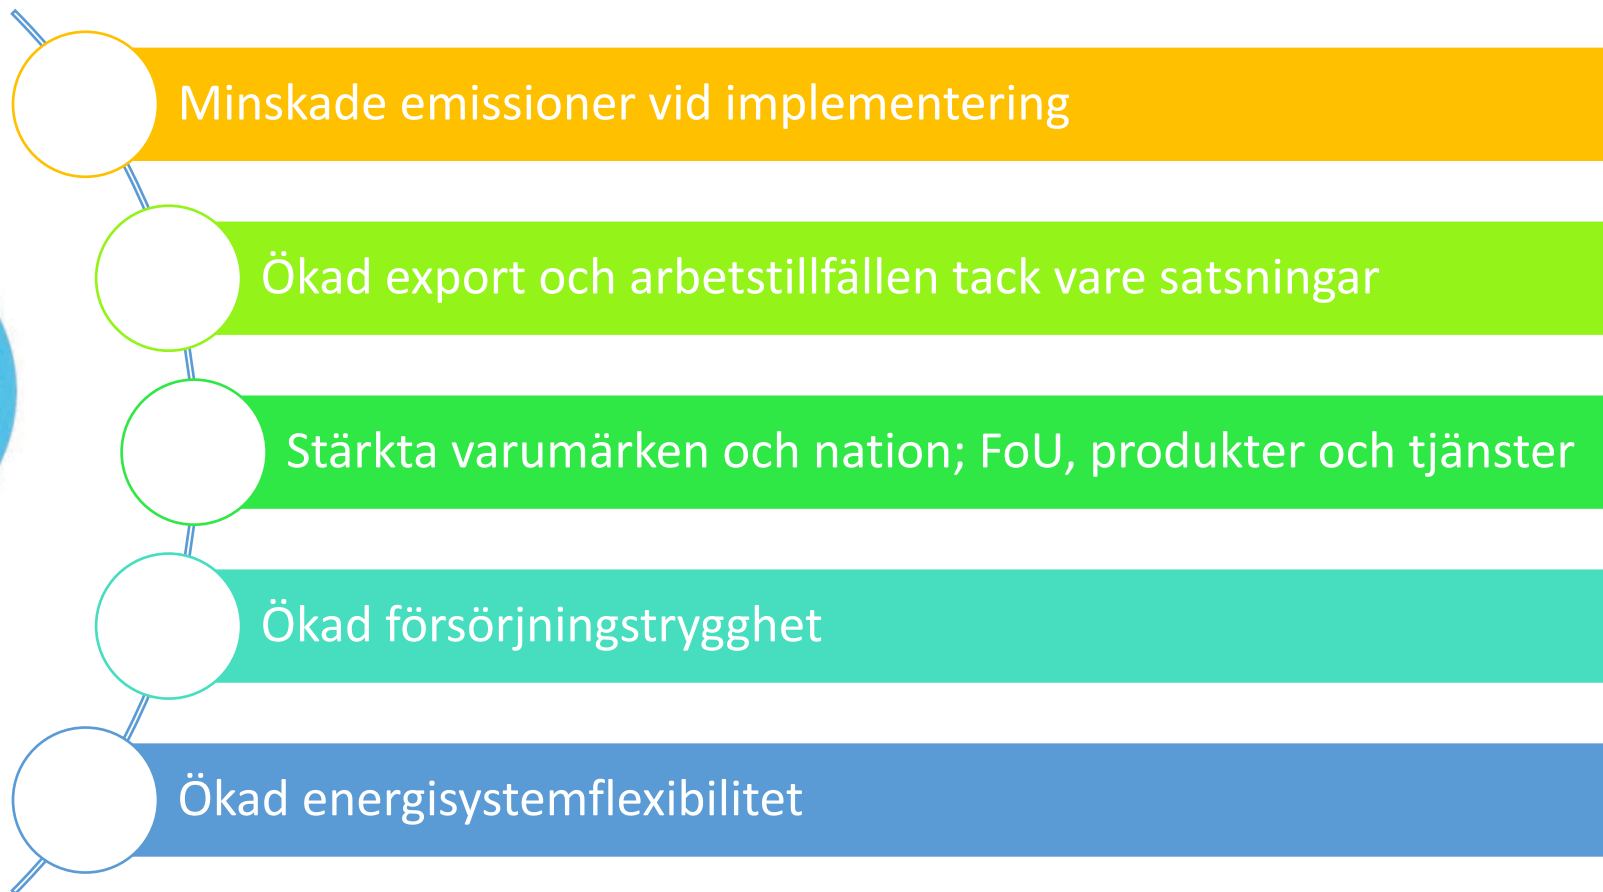 Minskade emissioner vid implementering
Ökad export och arbetstillfällen tack vare satsningar
Stärkta varumärken och nation; FoU, produkter och tjänster
Ökad försörjningstrygghet
Ökad energisystemflexibilitet